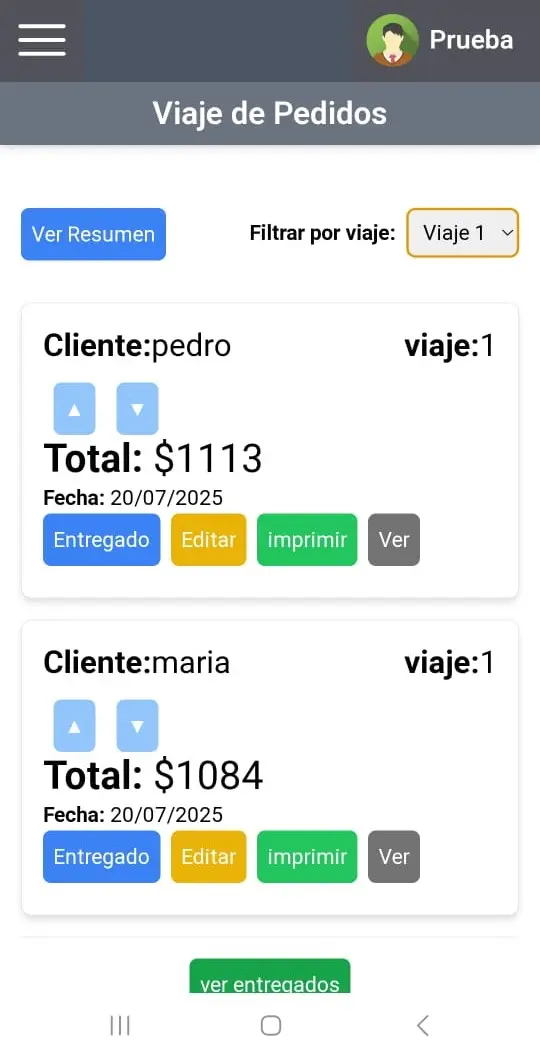 Prueba
Viaje de Pedidos
Ver Resumen Filtrar por viaje: Viaje 1
Cliente:pedro viaje:1
▲ ▼
Total: $1113
Fecha: 20/07/2025
Entregado Editar imprimir Ver
Cliente:maria viaje:1
▲ ▼
Total: $1084
Fecha: 20/07/2025
Entregado Editar imprimir Ver
ver entregados